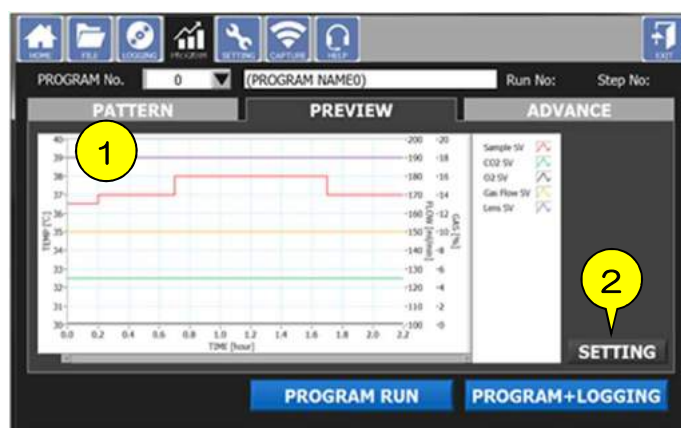 HOME FILE LOGGING PROGRAM SETTING CAPTURE HELP EXIT
PROGRAM No. 0 (PROGRAM NAME0) Run No: Step No:
PATTERN PREVIEW ADVANCE
1
40 200 20
39 190 18
38 180 16
37 170 14
36 160 12
35 150 10
34 140 8
33 130 6
32 120 4
31 110 2
30 100 0
TEMP [℃]
FLOW [ml/min]
GAS [%]
0.0 0.2 0.4 0.6 0.8 1.0 1.2 1.4 1.6 1.8 2.0 2.2
TIME [hour]
Sample SV
CO2 SV
O2 SV
Gas Flow SV
Lens SV
2
SETTING
PROGRAM RUN PROGRAM+LOGGING